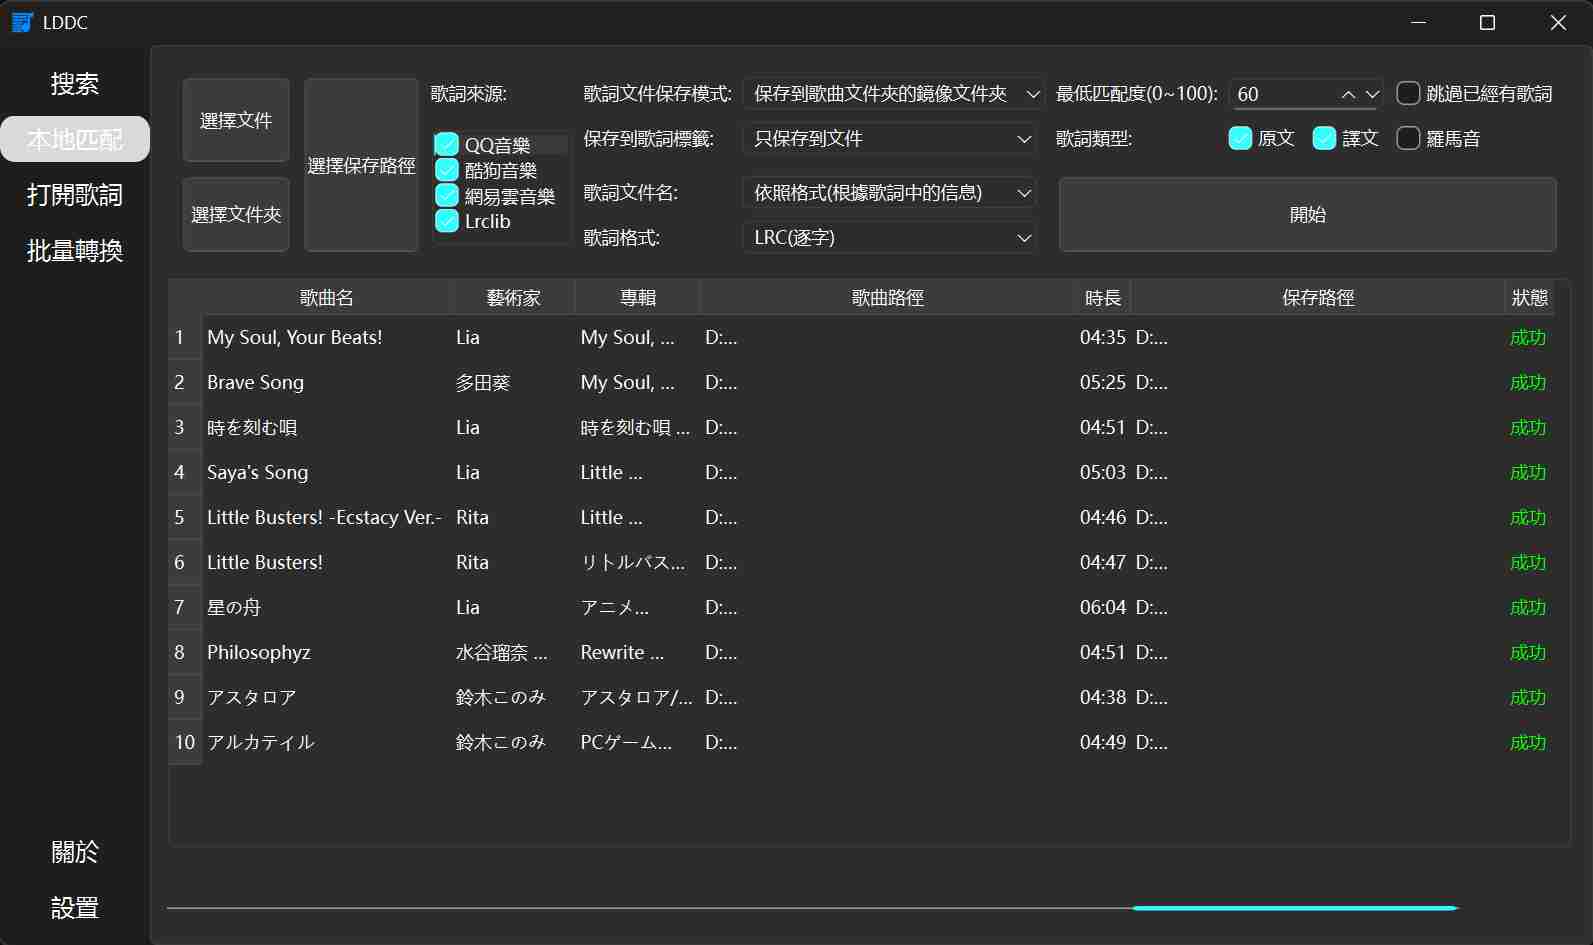 LDDC
搜索
本地匹配
打開歌詞
批量轉換
關於
設置
選擇文件
選擇文件夾
選擇保存路徑
歌詞來源:
QQ音樂
酷狗音樂
網易雲音樂
Lrclib
歌詞文件保存模式: 保存到歌曲文件夾的鏡像文件夾
保存到歌詞標籤: 只保存到文件
歌詞文件名: 依照格式(根據歌詞中的信息)
歌詞格式: LRC(逐字)
最低匹配度(0~100): 60 跳過已經有歌詞
歌詞類型: 原文 譯文 羅馬音
開始
歌曲名 藝術家 專輯 歌曲路徑 時長 保存路徑 狀態
1 My Soul, Your Beats! Lia My Soul, ... D:... 04:35 D:... 成功
2 Brave Song 多田葵 My Soul, ... D:... 05:25 D:... 成功
3 時を刻む唄 Lia 時を刻む唄 ... D:... 04:51 D:... 成功
4 Saya's Song Lia Little ... D:... 05:03 D:... 成功
5 Little Busters! -Ecstacy Ver.- Rita Little ... D:... 04:46 D:... 成功
6 Little Busters! Rita リトルバス... D:... 04:47 D:... 成功
7 星の舟 Lia アニメ... D:... 06:04 D:... 成功
8 Philosophyz 水谷瑠奈 ... Rewrite ... D:... 04:51 D:... 成功
9 アスタロア 鈴木このみ アスタロア/... D:... 04:38 D:... 成功
10 アルカテイル 鈴木このみ PCゲーム... D:... 04:49 D:... 成功